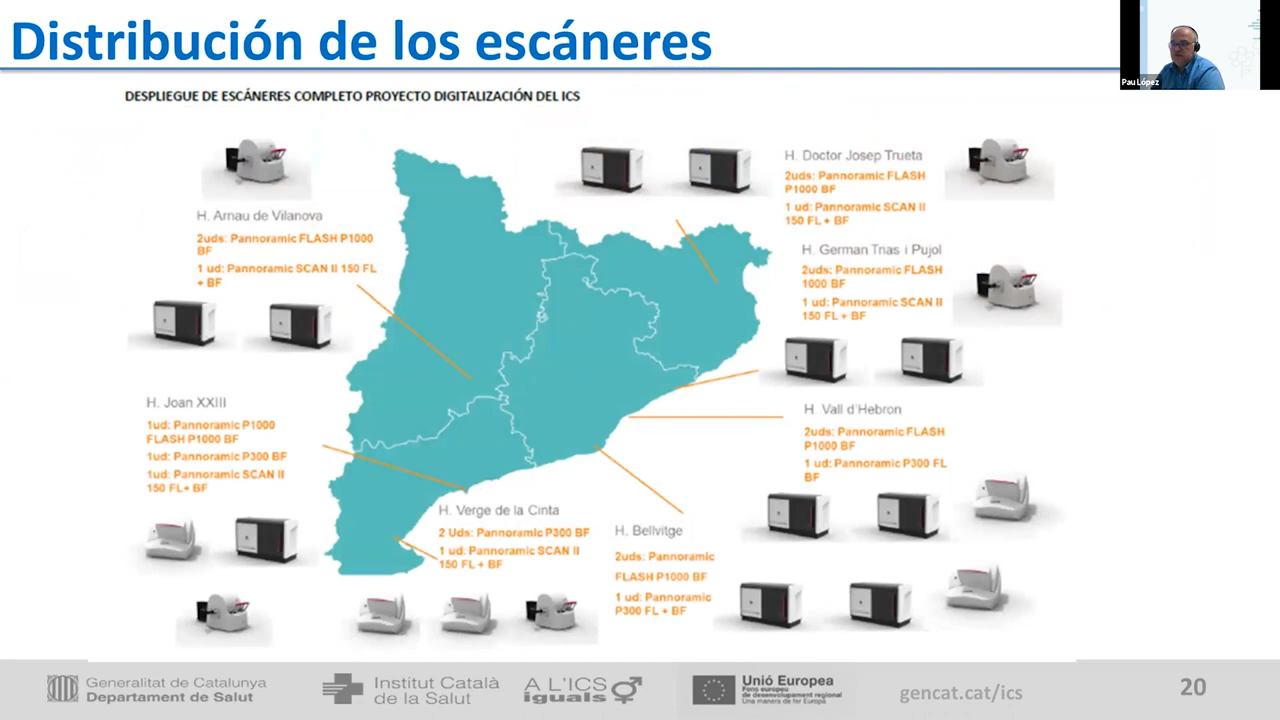 Distribución de los escáneres
Pau López
DESPLIEGUE DE ESCÁNERES COMPLETO PROYECTO DIGITALIZACIÓN DEL ICS
H. Arnau de Vilanova
2uds: Pannoramic FLASH P1000
BF
1 ud: Pannoramic SCAN II 150 FL
+ BF
H. Doctor Josep Trueta
2uds: Pannoramic FLASH
P1000 BF
1 ud: Pannoramic SCAN II
150 FL + BF
H. German Trias i Pujol
2uds: Pannoramic FLASH
1000 BF
1 ud: Pannoramic SCAN II
150 FL + BF
H. Joan XXIII
1ud: Pannoramic P1000
FLASH P1000 BF
1ud: Pannoramic P300 BF
1ud: Pannoramic SCAN II
150 FL+ BF
H. Vall d'Hebron
2uds: Pannoramic FLASH
P1000 BF
1 ud: Pannoramic P300 FL
BF
H. Verge de la Cinta
2 Uds: Pannoramic P300 BF
1 ud: Pannoramic SCAN II
150 FL + BF
H. Bellvitge
2uds: Pannoramic
FLASH P1000 BF
1 ud: Pannoramic
P300 FL + BF
Generalitat de Catalunya
Departament de Salut
Institut Català
de la Salut
A L'ICS
iguals
Unió Europea
Fons europeu
de desenvolupament regional
Una manera de fer Europa
gencat.cat/ics
20